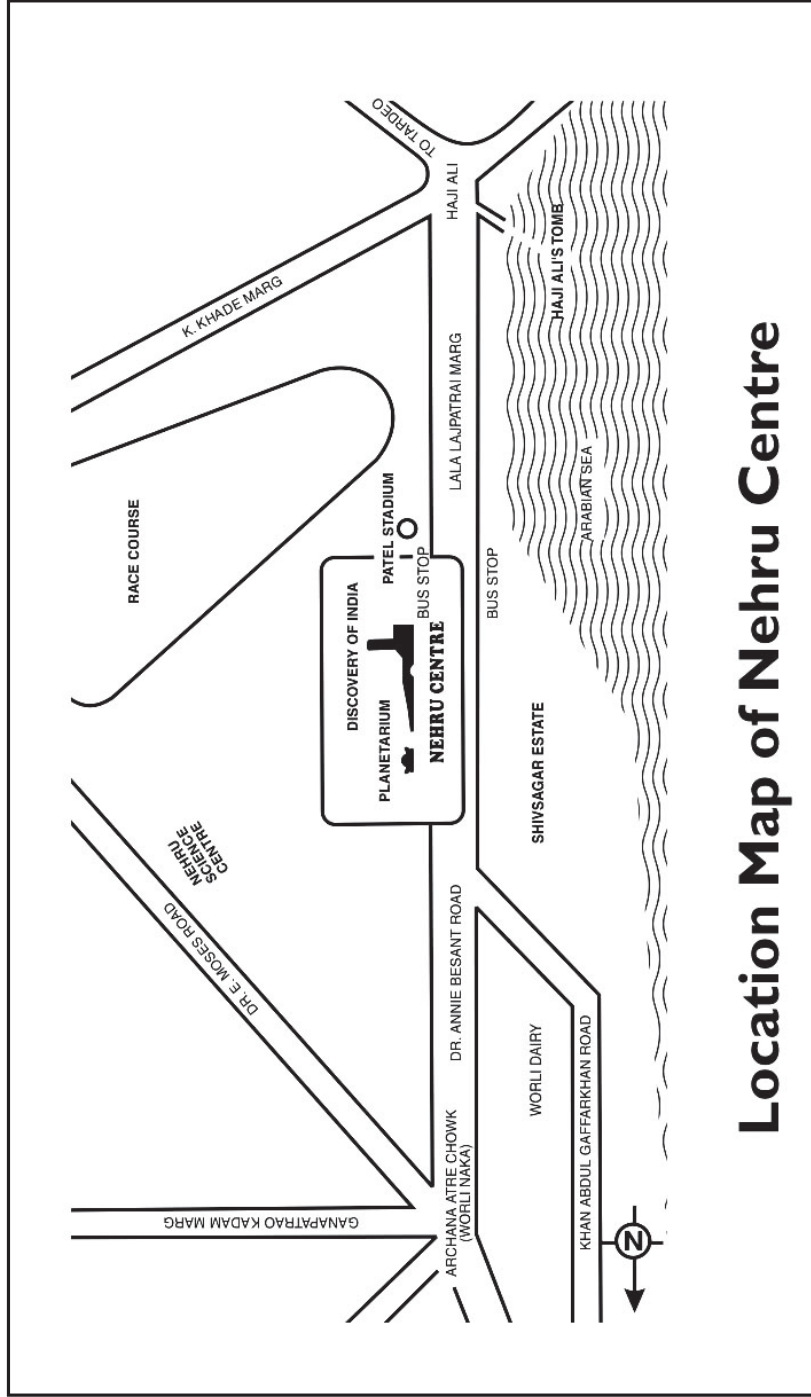 GANAPATRAO KADAM MARG
DR. E. MOSES ROAD
NEHRU
SCIENCE
CENTRE
RACE COURSE
K. KHADE MARG
TO TARDEO
DISCOVERY OF INDIA
PLANETARIUM
NEHRU CENTRE
PATEL STADIUM
BUS STOP
ARCHANA ATRE CHOWK
(WORLI NAKA)
DR. ANNIE BESANT ROAD
LALA LAJPATRAI MARG
HAJI ALI
BUS STOP
WORLI DAIRY
SHIVSAGAR ESTATE
HAJI ALI'S TOMB
KHAN ABDUL GAFFARKHAN ROAD
ARABIAN SEA
N
Location Map of Nehru Centre